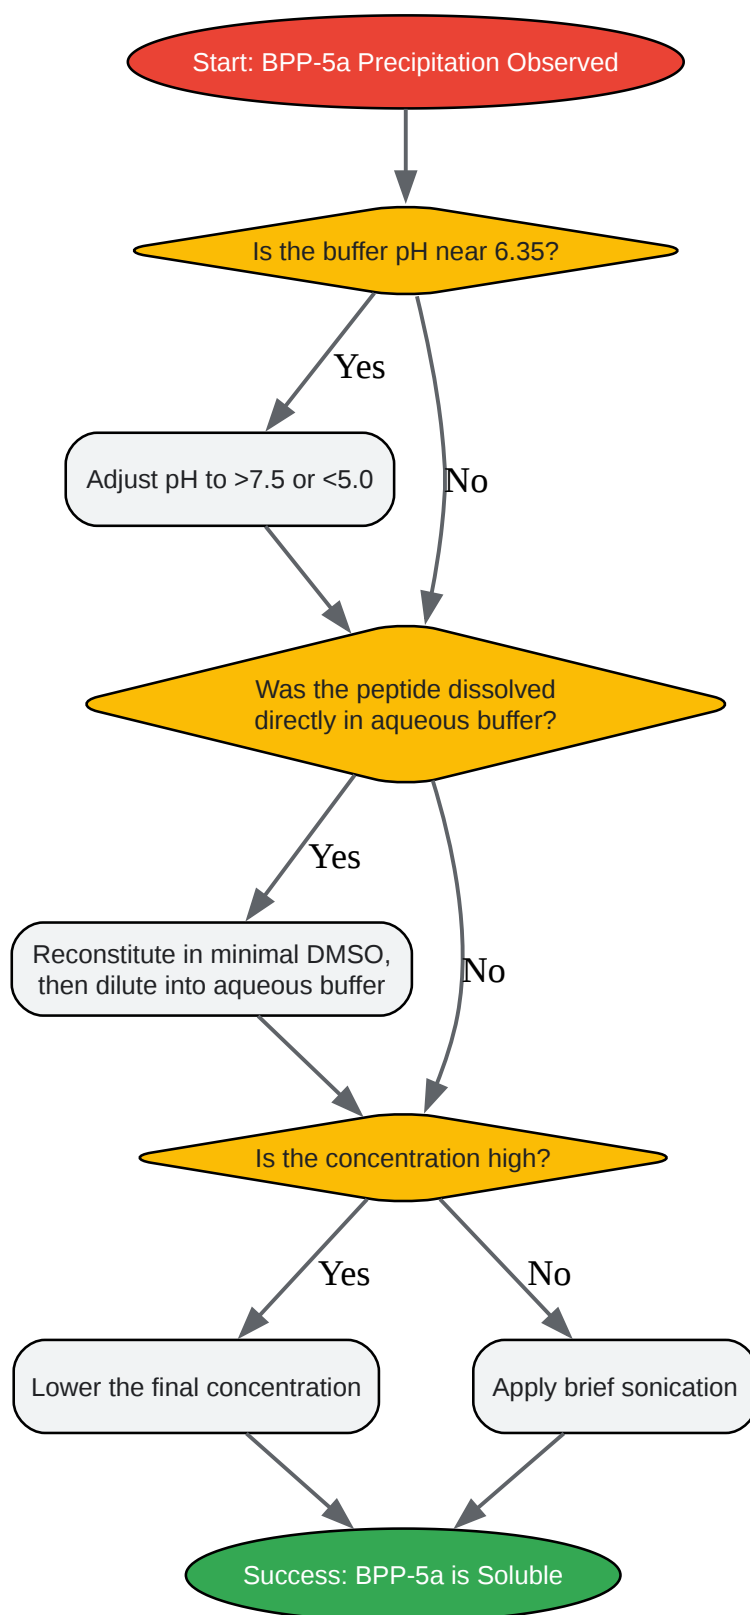 Start: BPP-5a Precipitation Observed
Is the buffer pH near 6.35?
Yes
Adjust pH to >7.5 or <5.0
No
Was the peptide dissolved
directly in aqueous buffer?
Yes
Reconstitute in minimal DMSO,
then dilute into aqueous buffer
No
Is the concentration high?
Yes
No
Lower the final concentration
Apply brief sonication
Success: BPP-5a is Soluble